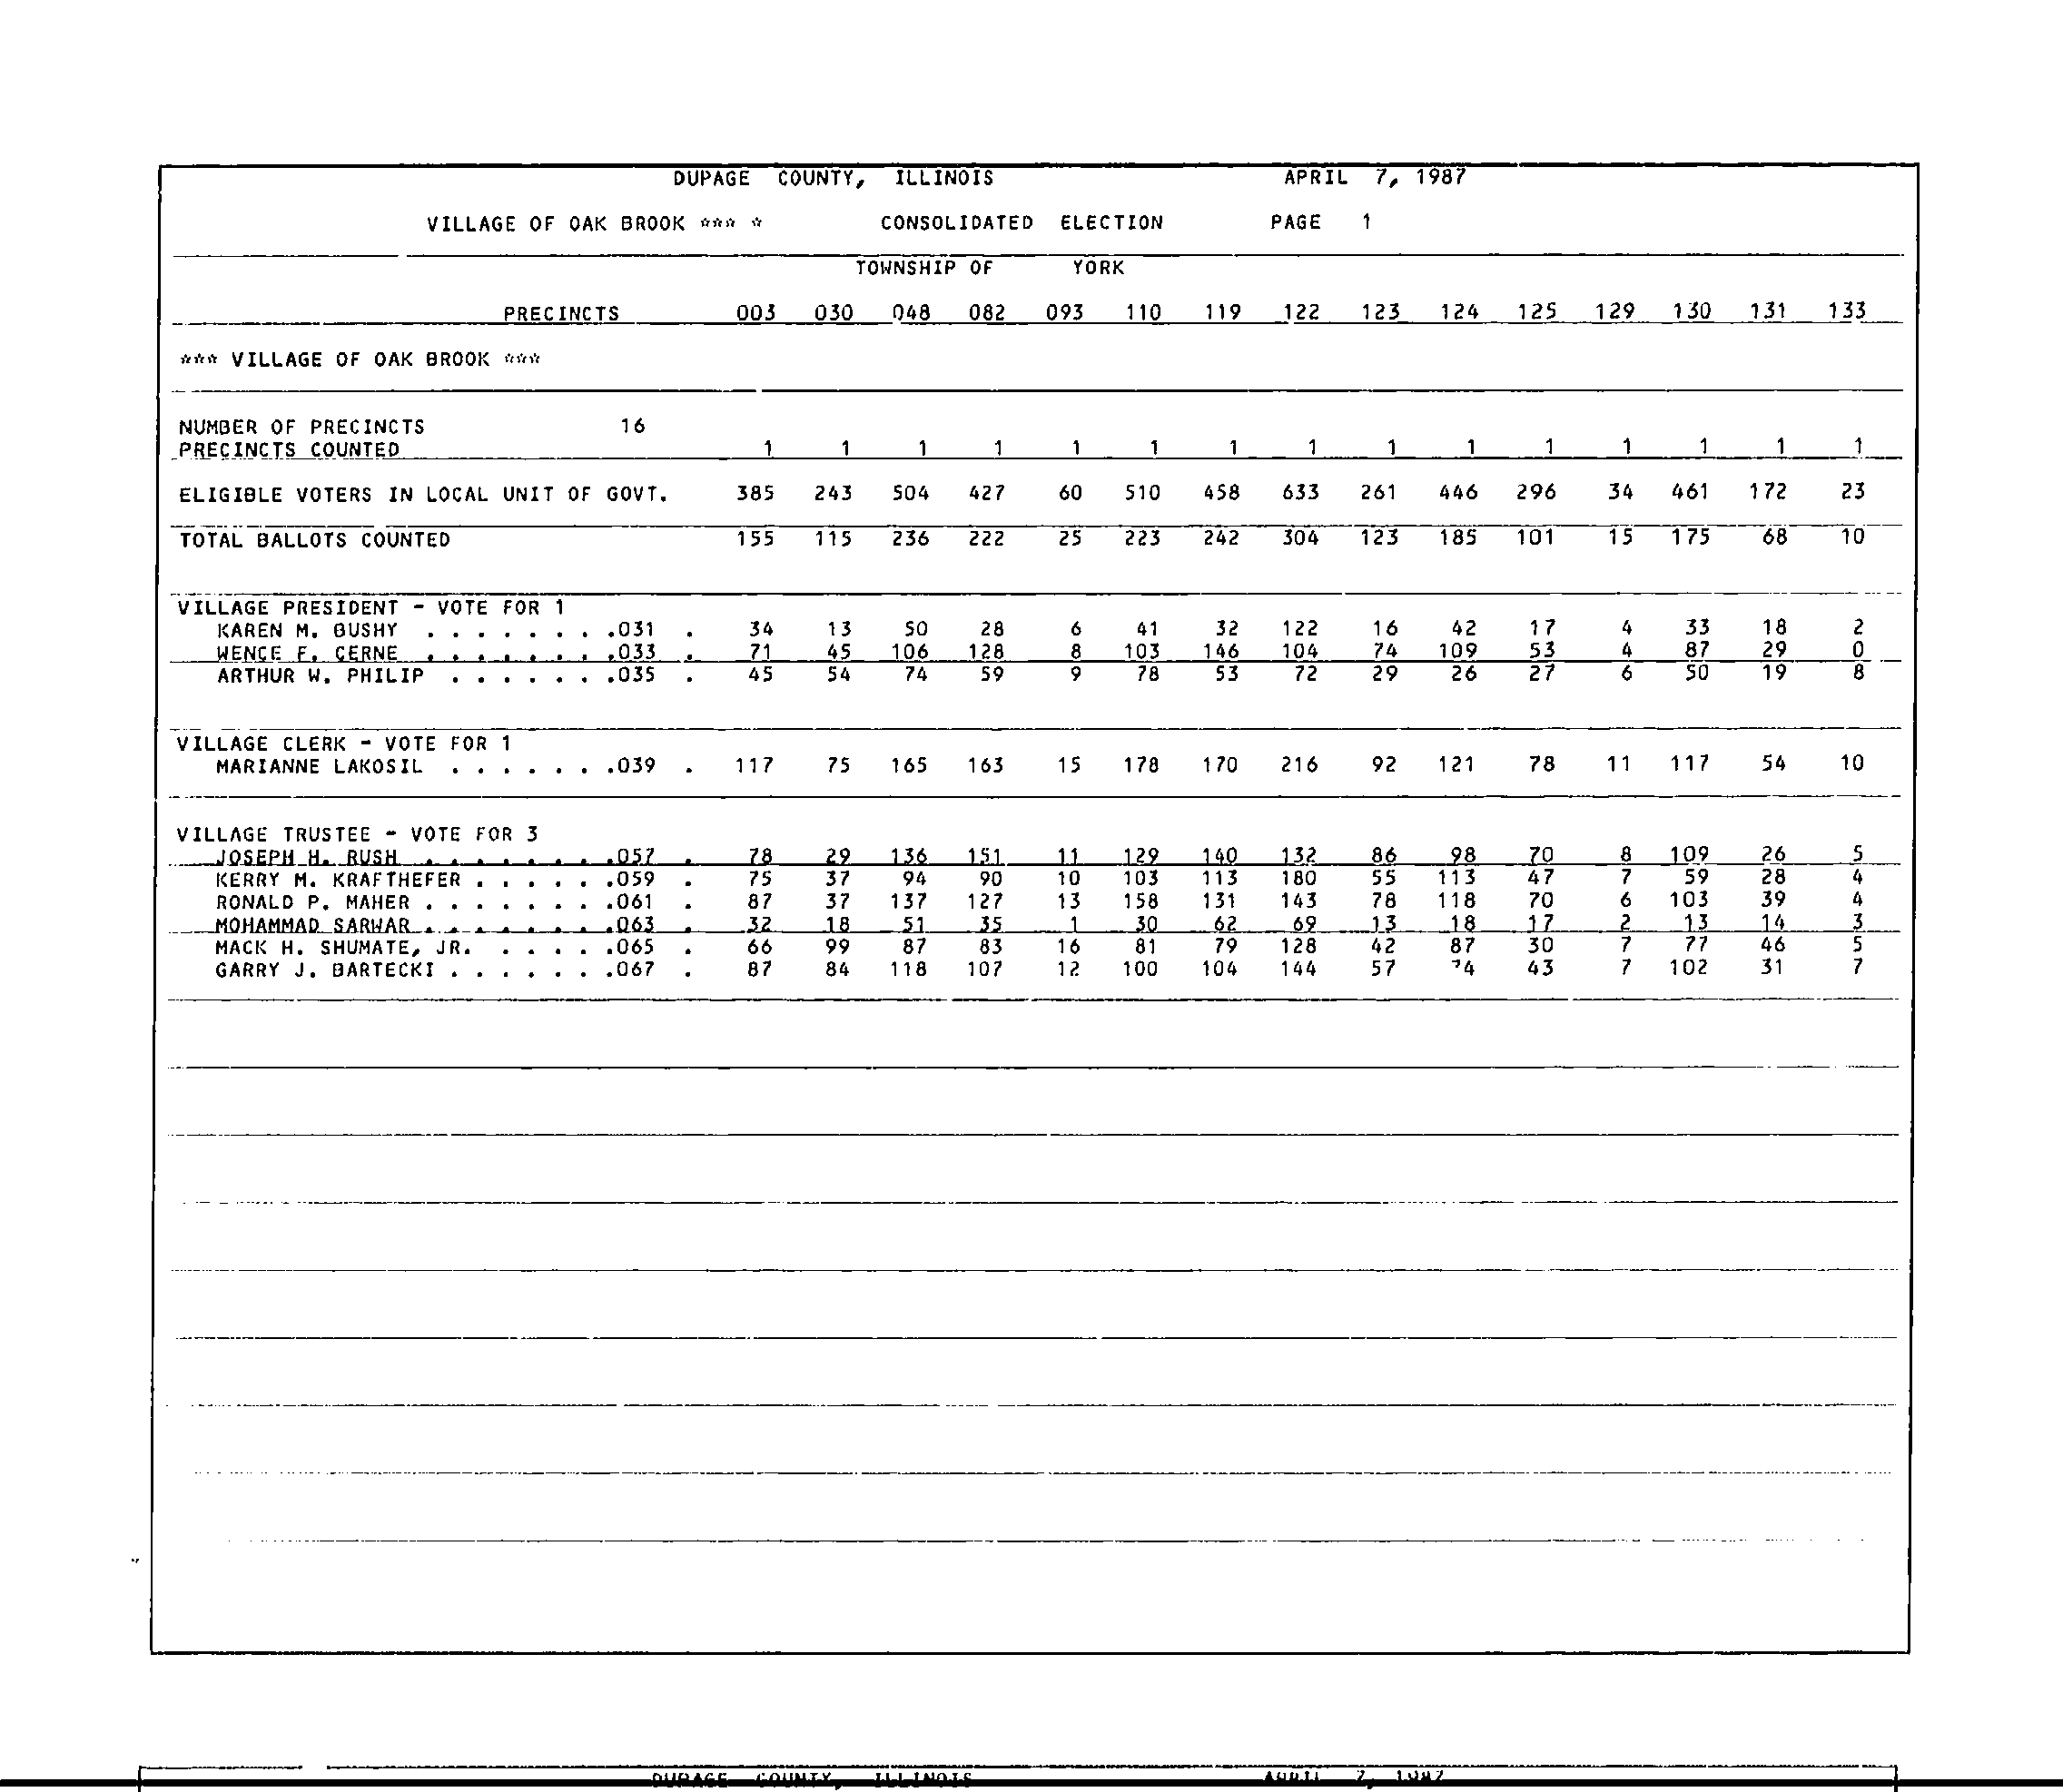 DUPAGE COUNTY, ILLINOIS APRIL 7, 1987
VILLAGE OF OAK BROOK *** * CONSOLIDATED ELECTION PAGE 1
TOWNSHIP OF YORK
PRECINCTS 003 030 048 082 093 110 119 122 123 124 125 129 130 131 133
*** VILLAGE OF OAK BROOK ***
NUMBER OF PRECINCTS 16
PRECINCTS COUNTED 1 1 1 1 1 1 1 1 1 1 1 1 1 1 1
ELIGIBLE VOTERS IN LOCAL UNIT OF GOVT. 385 243 504 427 60 510 458 633 261 446 296 34 461 172 23
TOTAL BALLOTS COUNTED 155 115 236 222 25 223 242 304 123 185 101 15 175 68 10
VILLAGE PRESIDENT - VOTE FOR 1
KAREN M. BUSHY . . . . . . . .031 . 34 13 50 28 6 41 32 122 16 42 17 4 33 18 2
WENCE F. CERNE . . . . . . . .033 . 71 45 106 128 8 103 146 104 74 109 53 4 87 29 0
ARTHUR W. PHILIP . . . . . . .035 . 45 54 74 59 9 78 53 72 29 26 27 6 50 19 8
VILLAGE CLERK - VOTE FOR 1
MARIANNE LAKOSIL . . . . . . .039 . 117 75 165 163 15 178 170 216 92 121 78 11 117 54 10
VILLAGE TRUSTEE - VOTE FOR 3
JOSEPH H. RUSH . . . . . . . .057 . 78 29 136 151 11 129 140 132 86 98 70 8 109 26 5
KERRY M. KRAFTHEFER . . . . . .059 . 75 37 94 90 10 103 113 180 55 113 47 7 59 28 4
RONALD P. MAHER . . . . . . . .061 . 87 37 137 127 13 158 131 143 78 118 70 6 103 39 4
MOHAMMAD SARWAR . . . . . . . .063 . 32 18 51 35 1 30 62 69 13 18 17 2 13 14 3
MACK H. SHUMATE, JR. . . . . .065 . 66 99 87 83 16 81 79 128 42 87 30 7 77 46 5
GARRY J. BARTECKI . . . . . . .067 . 87 84 118 107 12 100 104 144 57 74 43 7 102 31 7
DUPAGE COUNTY, ILLINOIS APRIL 7, 1987